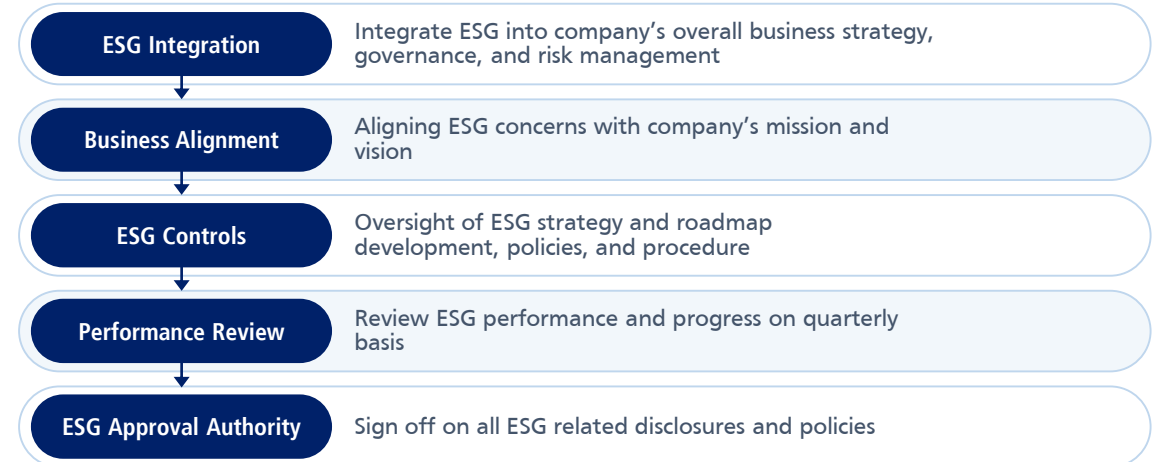 ESG Integration
Integrate ESG into company’s overall business strategy,
governance, and risk management
Business Alignment
Aligning ESG concerns with company’s mission and
vision
ESG Controls
Oversight of ESG strategy and roadmap
development, policies, and procedure
Performance Review
Review ESG performance and progress on quarterly
basis
ESG Approval Authority
Sign off on all ESG related disclosures and policies